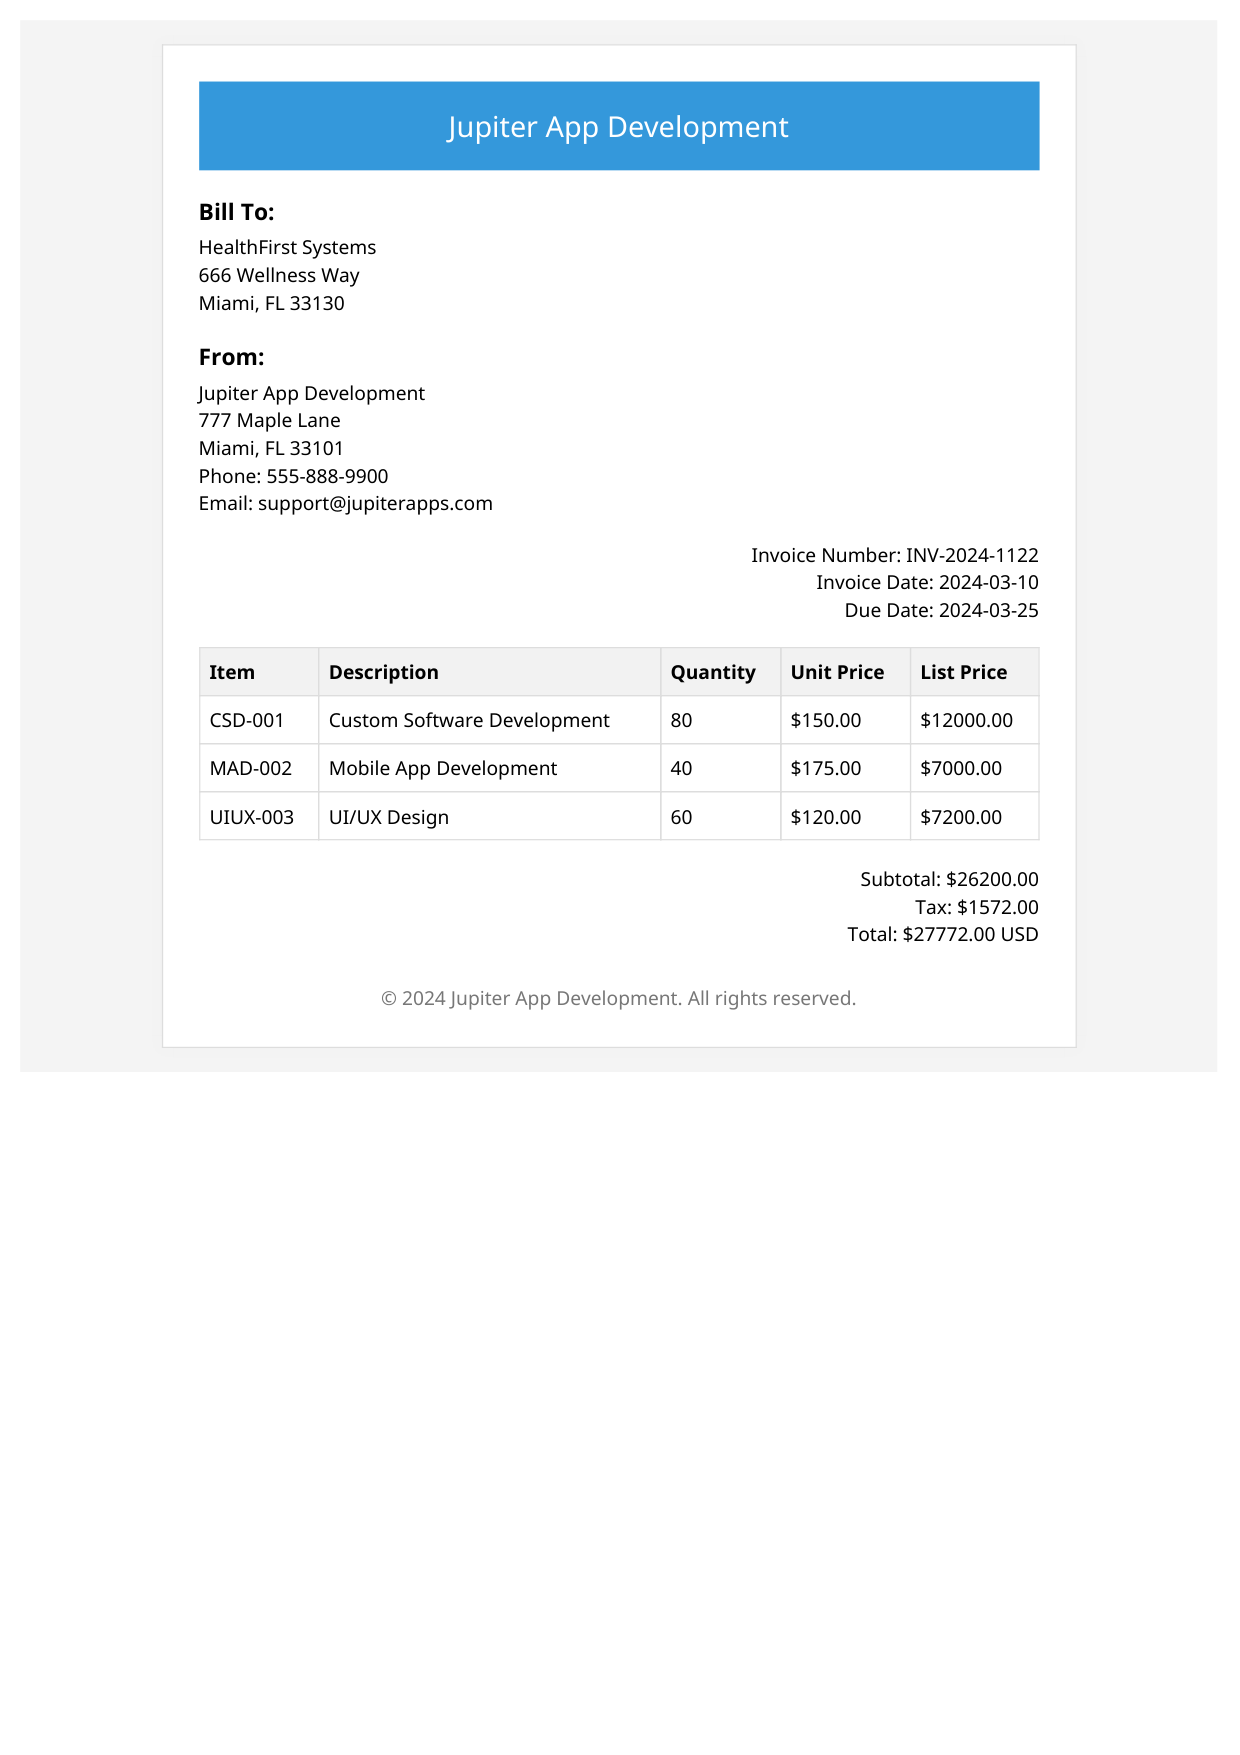 Jupiter App Development
Bill To:
HealthFirst Systems
666 Wellness Way
Miami, FL 33130
From:
Jupiter App Development
777 Maple Lane
Miami, FL 33101
Phone: 555-888-9900
Email: support@jupiterapps.com
Invoice Number: INV-2024-1122
Invoice Date: 2024-03-10
Due Date: 2024-03-25
Item Description Quantity Unit Price List Price
CSD-001 Custom Software Development 80 $150.00 $12000.00
MAD-002 Mobile App Development 40 $175.00 $7000.00
UIUX-003 UI/UX Design 60 $120.00 $7200.00
Subtotal: $26200.00
Tax: $1572.00
Total: $27772.00 USD
© 2024 Jupiter App Development. All rights reserved.